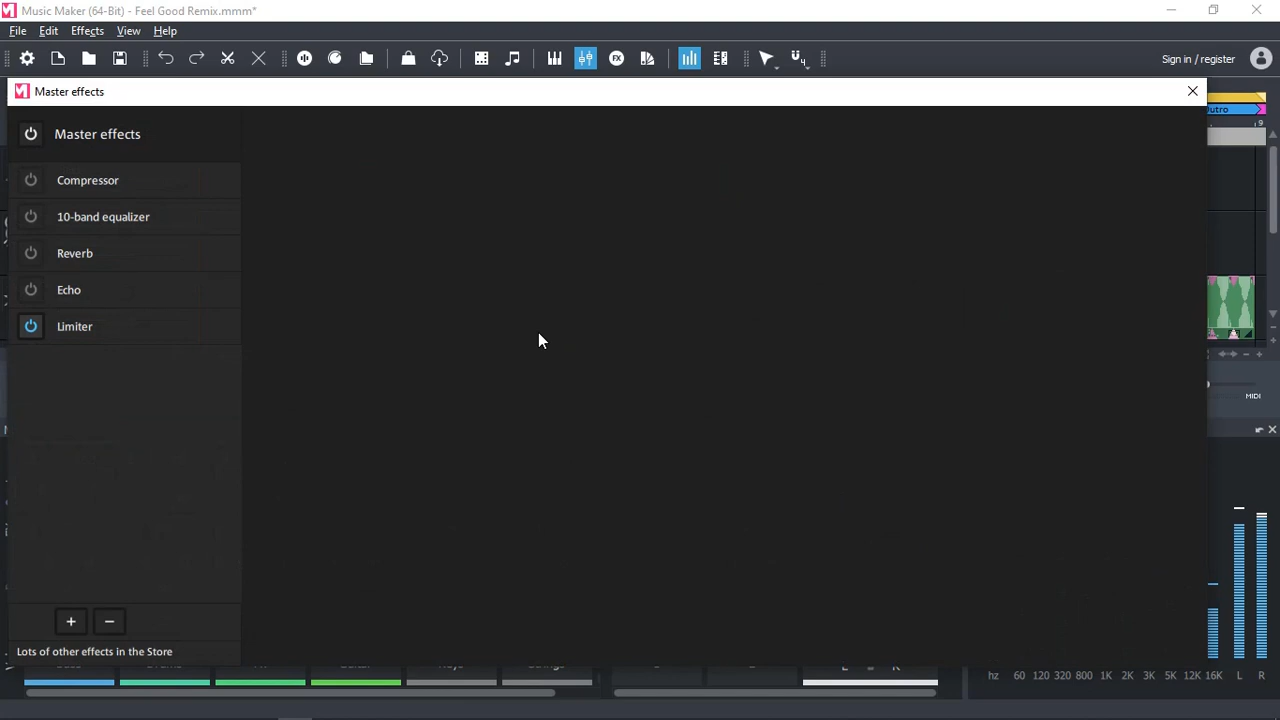 Music Maker (64-Bit) - Feel Good Remix.mmm*
File Edit Effects View Help
Sign in / register
Master effects
Master effects
Compressor
10-band equalizer
Reverb
Echo
Limiter
Lots of other effects in the Store
9
MIDI
hz 60 120 320 800 1K 2K 3K 5K 12K 16K L R